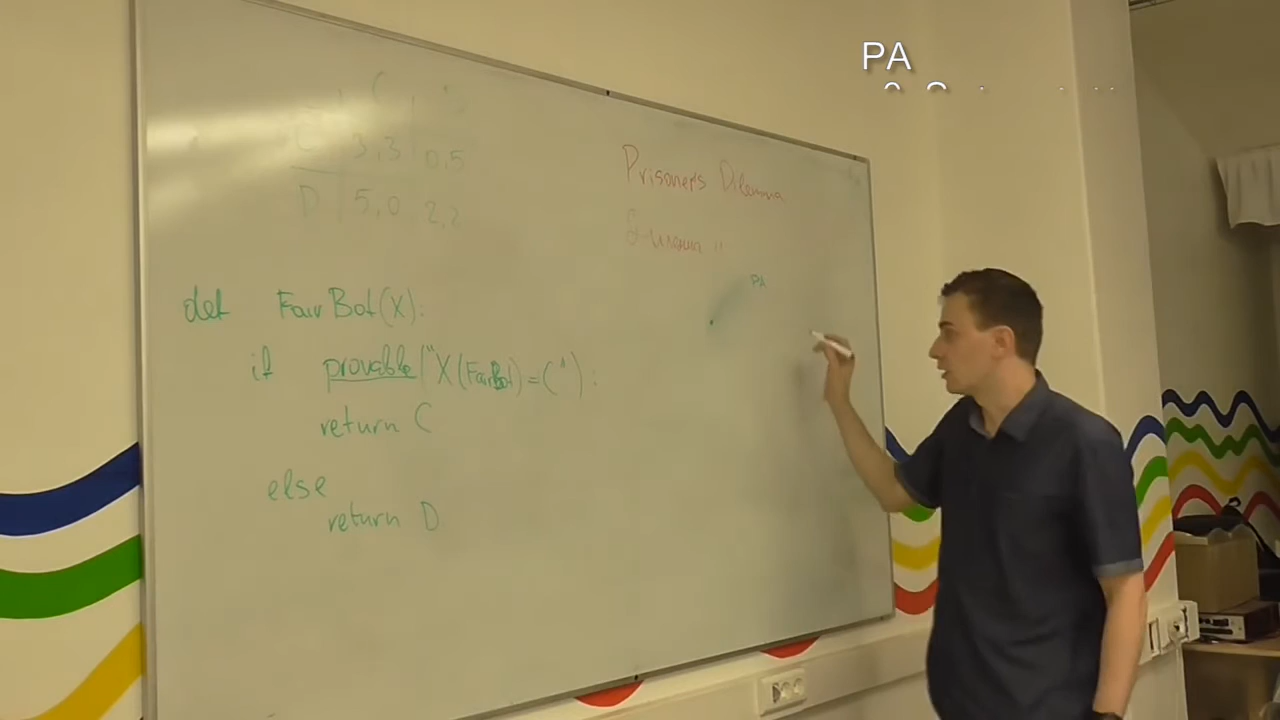 C
C 3,3 0,5
D 5,0 2,2
Prisoner's Dilemma
PA
PA
def FairBot(X):
if provable("X(FairBot)=C"):
return C
else
return D